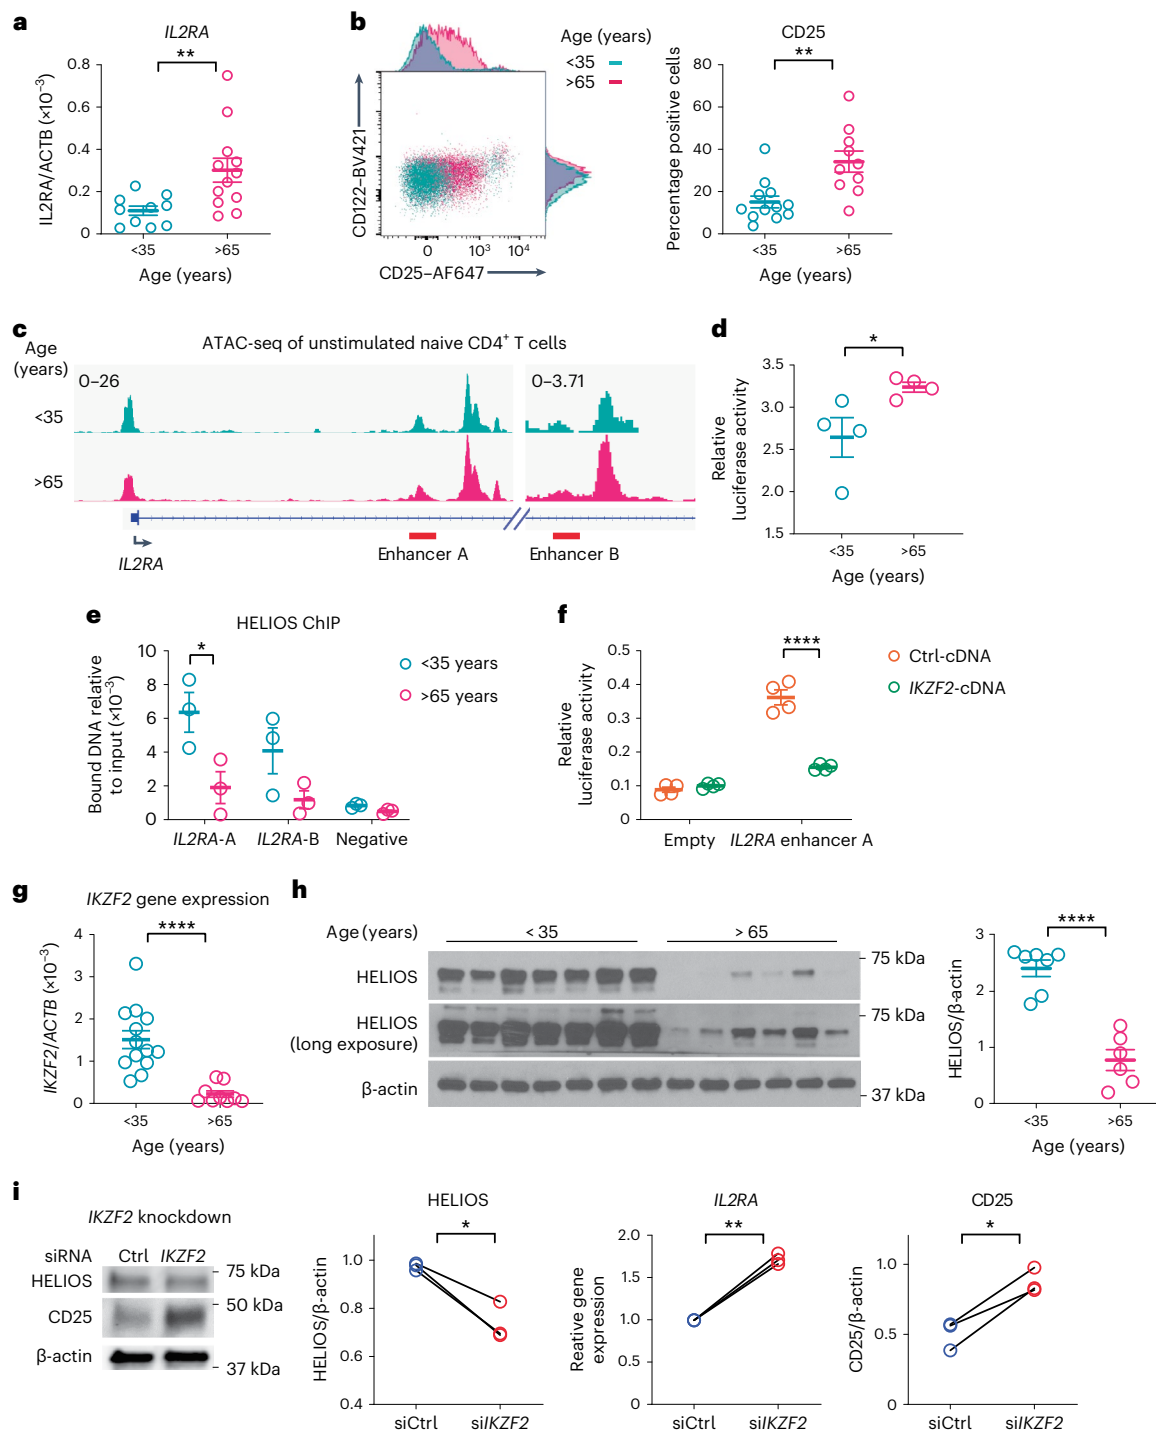 a
IL2RA
**
IL2RA/ACTB (×10⁻³)
0.8
0.6
0.4
0.2
0
<35
>65
Age (years)
b
Age (years)
<35
>65
CD122–BV421
0
10³
10⁴
CD25–AF647
CD25
**
Percentage positive cells
80
60
40
20
0
<35
>65
Age (years)
c
ATAC-seq of unstimulated naive CD4⁺ T cells
Age
(years)
0–26
0–3.71
<35
>65
IL2RA
Enhancer A
Enhancer B
d
*
Relative
luciferase activity
3.5
3.0
2.5
2.0
1.5
<35
>65
Age (years)
e
HELIOS ChIP
*
Bound DNA relative
to input (×10⁻³)
10
8
6
4
2
0
IL2RA-A
IL2RA-B
Negative
<35 years
>65 years
f
****
Relative
luciferase activity
0.5
0.4
0.3
0.2
0.1
0
Empty
IL2RA enhancer A
Ctrl-cDNA
IKZF2-cDNA
g
IKZF2 gene expression
****
IKZF2/ACTB (×10⁻³)
4
3
2
1
0
<35
>65
Age (years)
h
Age (years)
< 35
> 65
HELIOS
75 kDa
HELIOS
(long exposure)
75 kDa
β-actin
37 kDa
****
HELIOS/β-actin
3
2
1
0
<35
>65
Age (years)
i
IKZF2 knockdown
siRNA
Ctrl
IKZF2
HELIOS
75 kDa
CD25
50 kDa
β-actin
37 kDa
HELIOS
*
HELIOS/β-actin
1.0
0.8
0.6
0.4
siCtrl
siIKZF2
IL2RA
**
Reative gene
expression
2.0
1.5
1.0
0.5
0
siCtrl
siIKZF2
CD25
*
CD25/β-actin
1.0
0.5
0
siCtrl
siIKZF2